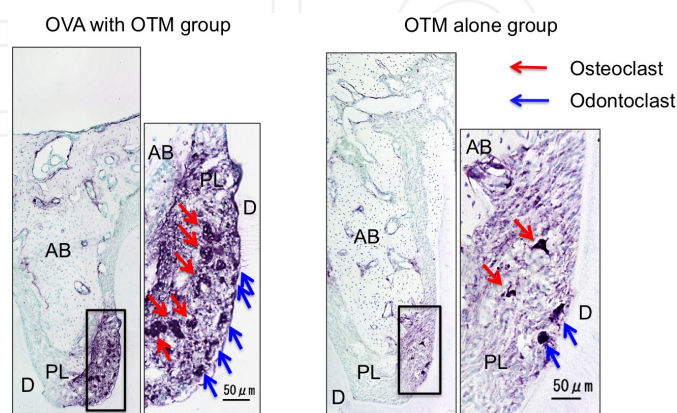 OVA with OTM group
OTM alone group
Osteoclast
Odontoclast
AB
PL
D
AB
PL
D
50 μm
AB
PL
D
AB
D
PL
50 μm